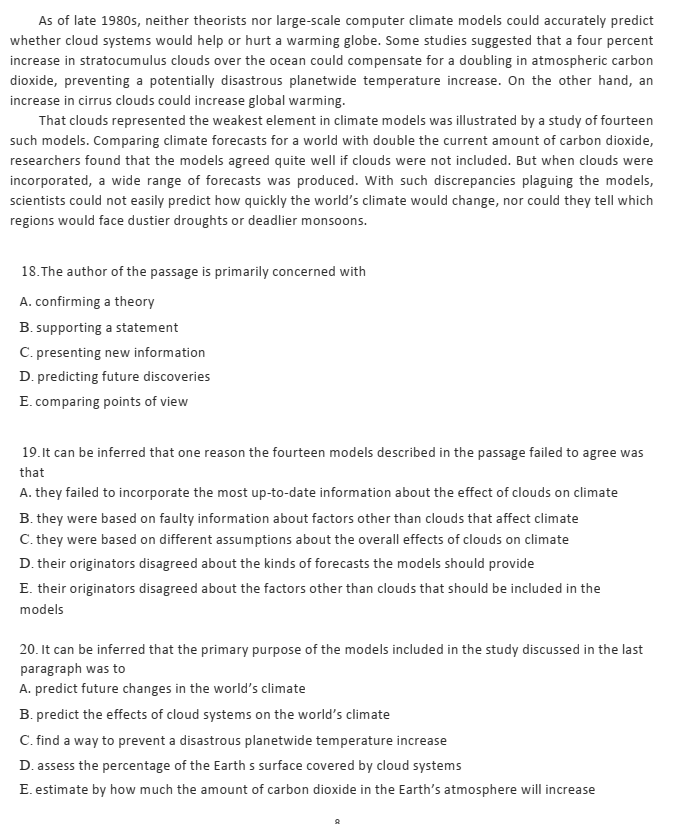 As of late 1980s, neither theorists nor large-scale computer climate models could accurately predict
whether cloud systems would help or hurt a warming globe. Some studies suggested that a four percent
increase in stratocumulus clouds over the ocean could compensate for a doubling in atmospheric carbon
dioxide, preventing a potentially disastrous planetwide temperature increase. On the other hand, an
increase in cirrus clouds could increase global warming.
That clouds represented the weakest element in climate models was illustrated by a study of fourteen
such models. Comparing climate forecasts for a world with double the current amount of carbon dioxide,
researchers found that the models agreed quite well if clouds were not included. But when clouds were
incorporated, a wide range of forecasts was produced. With such discrepancies plaguing the models,
scientists could not easily predict how quickly the world's climate would change, nor could they tell which
regions would face dustier droughts or deadlier monsoons.
18.The author of the passage is primarily concerned with
A. confirming a theory
B. supporting a statement
C. presenting new information
D. predicting future discoveries
E. comparing points of view
19.It can be inferred that one reason the fourteen models described in the passage failed to agree was
that
A. they failed to incorporate the most up-to-date information about the effect of clouds on climate
B. they were based on faulty information about factors other than clouds that affect climate
C. they were based on different assumptions about the overall effects of clouds on climate
D. their originators disagreed about the kinds of forecasts the models should provide
E. their originators disagreed about the factors other than clouds that should be included in the
models
20. It can be inferred that the primary purpose of the models included in the study discussed in the last
paragraph was to
A. predict future changes in the world's climate
B. predict the effects of cloud systems on the world's climate
C. find a way to prevent a disastrous planetwide temperature increase
D. assess the percentage of the Earth s surface covered by cloud systems
E. estimate by how much the amount of carbon dioxide in the Earth's atmosphere will increase
8